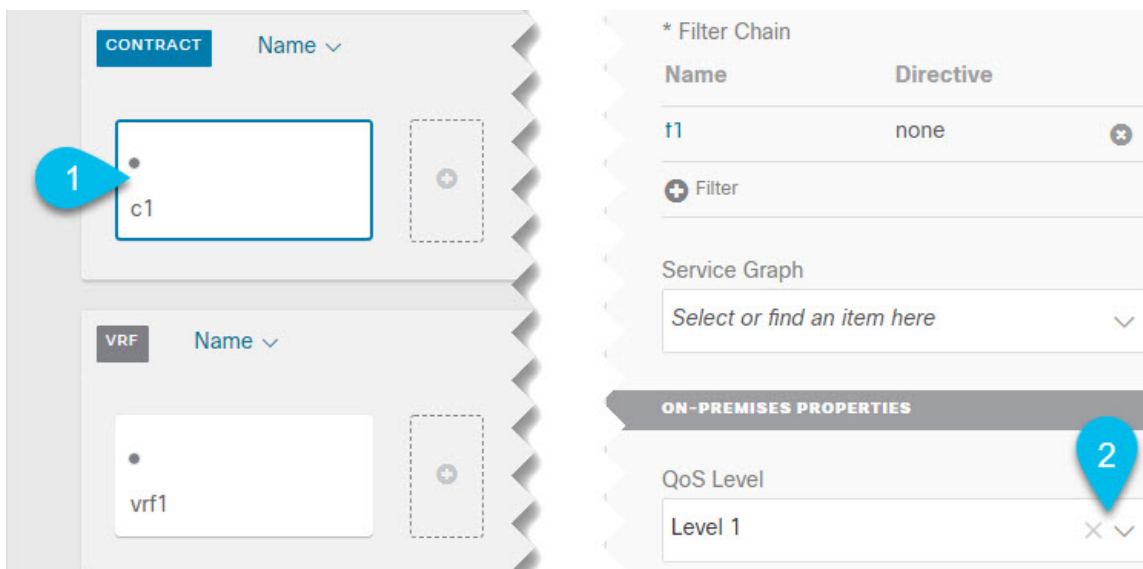 CONTRACT Name
1
c1
VRF Name
vrf1
* Filter Chain
Name Directive
f1 none
Filter
Service Graph
Select or find an item here
ON-PREMISES PROPERTIES
2
QoS Level
Level 1